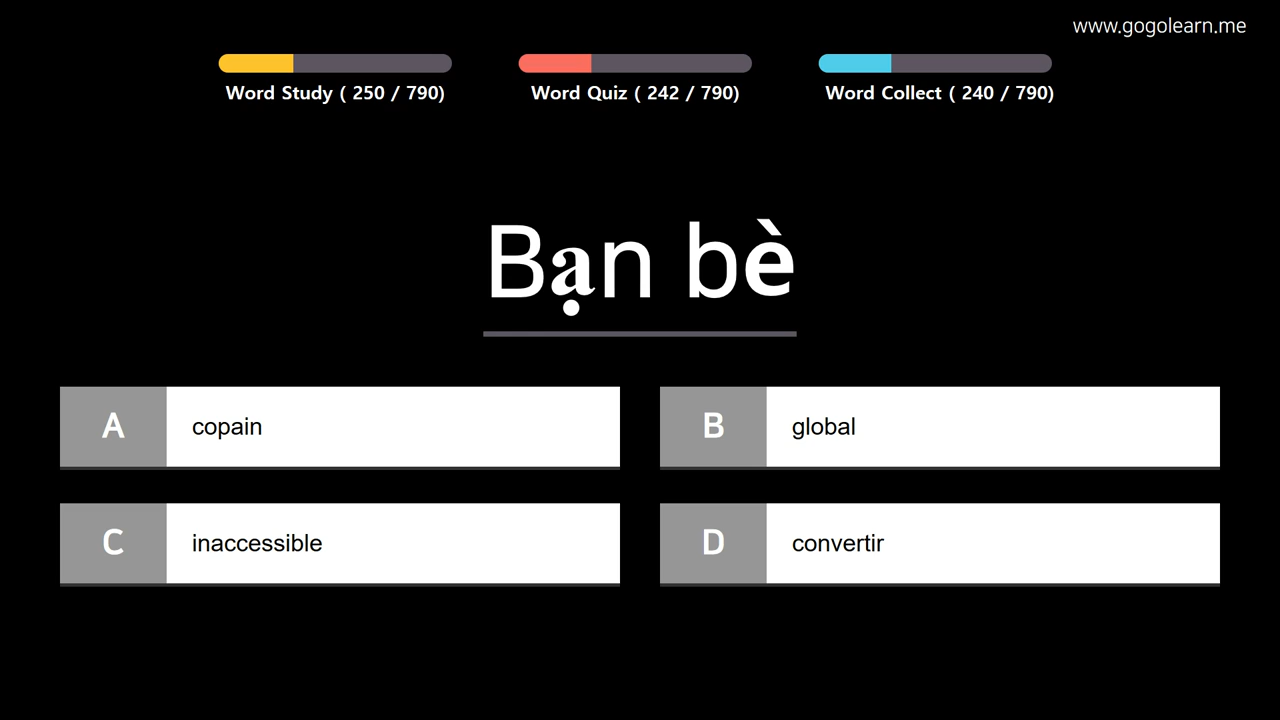 www.gogolearn.me
Word Study ( 250 / 790)
Word Quiz ( 242 / 790)
Word Collect ( 240 / 790)
Bạn bè
A
copain
B
global
C
inaccessible
D
convertir